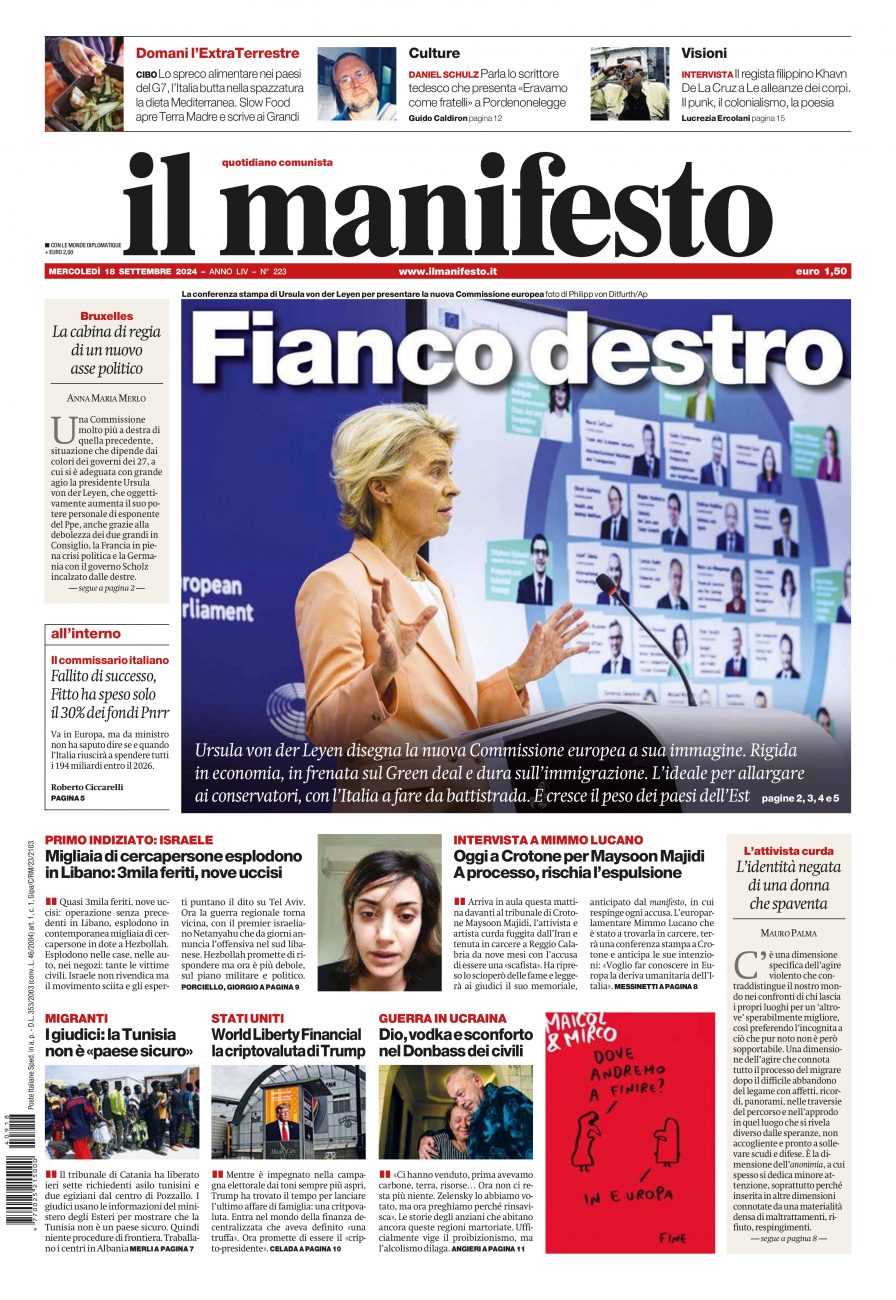 Domani l'ExtraTerrestre
CIBO Lo spreco alimentare nei paesi
del G7, l'Italia butta nella spazzatura
la dieta Mediterranea. Slow Food
apre Terra Madre e scrive ai Grandi
Culture
DANIEL SCHULZ Parla lo scrittore
tedesco che presenta «Eravamo
come fratelli» a Pordenonelegge
Guido Caldiron pagina 12
Visioni
INTERVISTA Il regista filippino Khavn
De La Cruz a Le alleanze dei corpi.
Il punk, il colonialismo, la poesia
Lucrezia Ercolani pagina 15
quotidiano comunista
il manifesto
■ CON LE MONDE DIPLOMATIQUE
+ EURO 2,00
MERCOLEDÌ 18 SETTEMBRE 2024 – ANNO LIV – N° 223
www.ilmanifesto.it
euro 1,50
Bruxelles
La cabina di regia
di un nuovo
asse politico
ANNA MARIA MERLO
Una Commissione
molto più a destra di
quella precedente,
situazione che dipende dai
colori dei governi dei 27, a
cui si è adeguata con grande
agio la presidente Ursula
von der Leyen, che oggetti-
vamente aumenta il suo po-
tere personale di esponente
del Ppe, anche grazie alla
debolezza dei due grandi in
Consiglio, la Francia in pie-
na crisi politica e la Germa-
nia con il governo Scholz
incalzato dalle destre.
— segue a pagina 2 —
all'interno
Il commissario italiano
Fallito di successo,
Fitto ha speso solo
il 30% dei fondi Pnrr
Va in Europa, ma da ministro
non ha saputo dire se e quando
l'Italia riuscirà a spendere tutti
i 194 miliardi entro il 2026.
Roberto Ciccarelli
PAGINA 5
La conferenza stampa di Ursula von der Leyen per presentare la nuova Commissione europea foto di Philipp von Ditfurth/Ap
Fianco destro
uropean
rliament
Ursula von der Leyen disegna la nuova Commissione europea a sua immagine. Rigida
in economia, in frenata sul Green deal e dura sull'immigrazione. L'ideale per allargare
ai conservatori, con l'Italia a fare da battistrada. E cresce il peso dei paesi dell'Est pagine 2, 3, 4 e 5
PRIMO INDIZIATO: ISRAELE
Migliaia di cercapersone esplodono
in Libano: 3mila feriti, nove uccisi
Quasi 3mila feriti, nove uc-
cisi: operazione senza prece-
denti in Libano, esplodono in
contemporanea migliaia di cer-
capersone in dote a Hezbollah.
Esplodono nelle case, nelle au-
to, nei negozi: tante le vittime
civili. Israele non rivendica ma
il movimento sciita e gli esper-
ti puntano il dito su Tel Aviv.
Ora la guerra regionale torna
vicina, con il premier israelia-
no Netanyahu che da giorni an-
nuncia l'offensiva nel sud liba-
nese. Hezbollah promette di ri-
spondere ma ora è più debole,
sul piano militare e politico.
PORCIELLO, GIORGIO A PAGINA 9
INTERVISTA A MIMMO LUCANO
Oggi a Crotone per Maysoon Majidi
A processo, rischia l'espulsione
Arriva in aula questa matti-
na davanti al tribunale di Croto-
ne Maysoon Majidi, l'attivista e
artista curda fuggita dall'Iran e
tenuta in carcere a Reggio Cala-
bria da nove mesi con l'accusa
di essere una «scafista». Ha ripre-
so lo sciopero della fame e legge-
rà ai giudici il suo memoriale,
anticipato dal manifesto, in cui
respinge ogni accusa. L'europar-
lamentare Mimmo Lucano che
è stato a trovarla in carcere, ter-
rà una conferenza stampa a Cro-
tone e anticipa le sue intenzio-
ni: «Voglio far conoscere in Eu-
ropa la deriva umanitaria dell'I-
talia». MESSINETTI A PAGINA 8
L'attivista curda
L'identità negata
di una donna
che spaventa
MAURO PALMA
C'è una dimensione
specifica dell'agire
violento che con-
traddistingue il nostro mon-
do nei confronti di chi lascia
i propri luoghi per un 'altro-
ve' sperabilmente migliore,
così preferendo l'incognita a
ciò che pur noto non è però
sopportabile. Una dimensio-
ne dell'agire che connota
tutto il processo del migrare
dopo il difficile abbandono
del legame con affetti, ricor-
di, panorami, nelle traversie
del percorso e nell'approdo
in quel luogo che si rivela
diverso dalle speranze, non
accogliente e pronto a solle-
vare scudi e difese. È la di-
mensione dell'anonimia, a cui
spesso si dedica minore at-
tenzione, soprattutto perché
inserita in altre dimensioni
connotate da una materialità
densa di maltrattamenti, ri-
fiuto, respingimenti.
— segue a pagina 8 —
MIGRANTI
I giudici: la Tunisia
non è «paese sicuro»
Il tribunale di Catania ha liberato
ieri sette richiedenti asilo tunisini e
due egiziani dal centro di Pozzallo. I
giudici usano le informazioni del mini-
stero degli Esteri per mostrare che la
Tunisia non è un paese sicuro. Quindi
niente procedure di frontiera. Traballa-
no i centri in Albania MERLI A PAGINA 7
STATI UNITI
World Liberty Financial
la criptovaluta di Trump
Mentre è impegnato nella campa-
gna elettorale dai toni sempre più aspri,
Trump ha trovato il tempo per lanciare
l'ultimo affare di famiglia: una critpova-
luta. Entra nel mondo della finanza de-
centralizzata che aveva definito «una
truffa». Ora promette di essere il «crip-
to-presidente». CELADA A PAGINA 10
GUERRA IN UCRAINA
Dio, vodka e sconforto
nel Donbass dei civili
«Ci hanno venduto, prima avevamo
carbone, terra, risorse... Ora non ci re-
sta più niente. Zelensky lo abbiamo vo-
tato, ma ora preghiamo perché rinsavi-
sca». Le storie degli anziani che abitano
ancora queste regioni martoriate. Uffi-
cialmente vige il proibizionismo, ma
l'alcolismo dilaga. ANGIERI A PAGINA 11
MAICOL
& MIRCO
DOVE
ANDREMO
A FINIRE?
IN EUROPA
FINE
Poste Italiane Sped. in a. p. - D.L. 353/2003 (conv. L. 46/2004) art. 1, c. 1, Gipa/C/RM/23/2103
40918
9 770025 215000